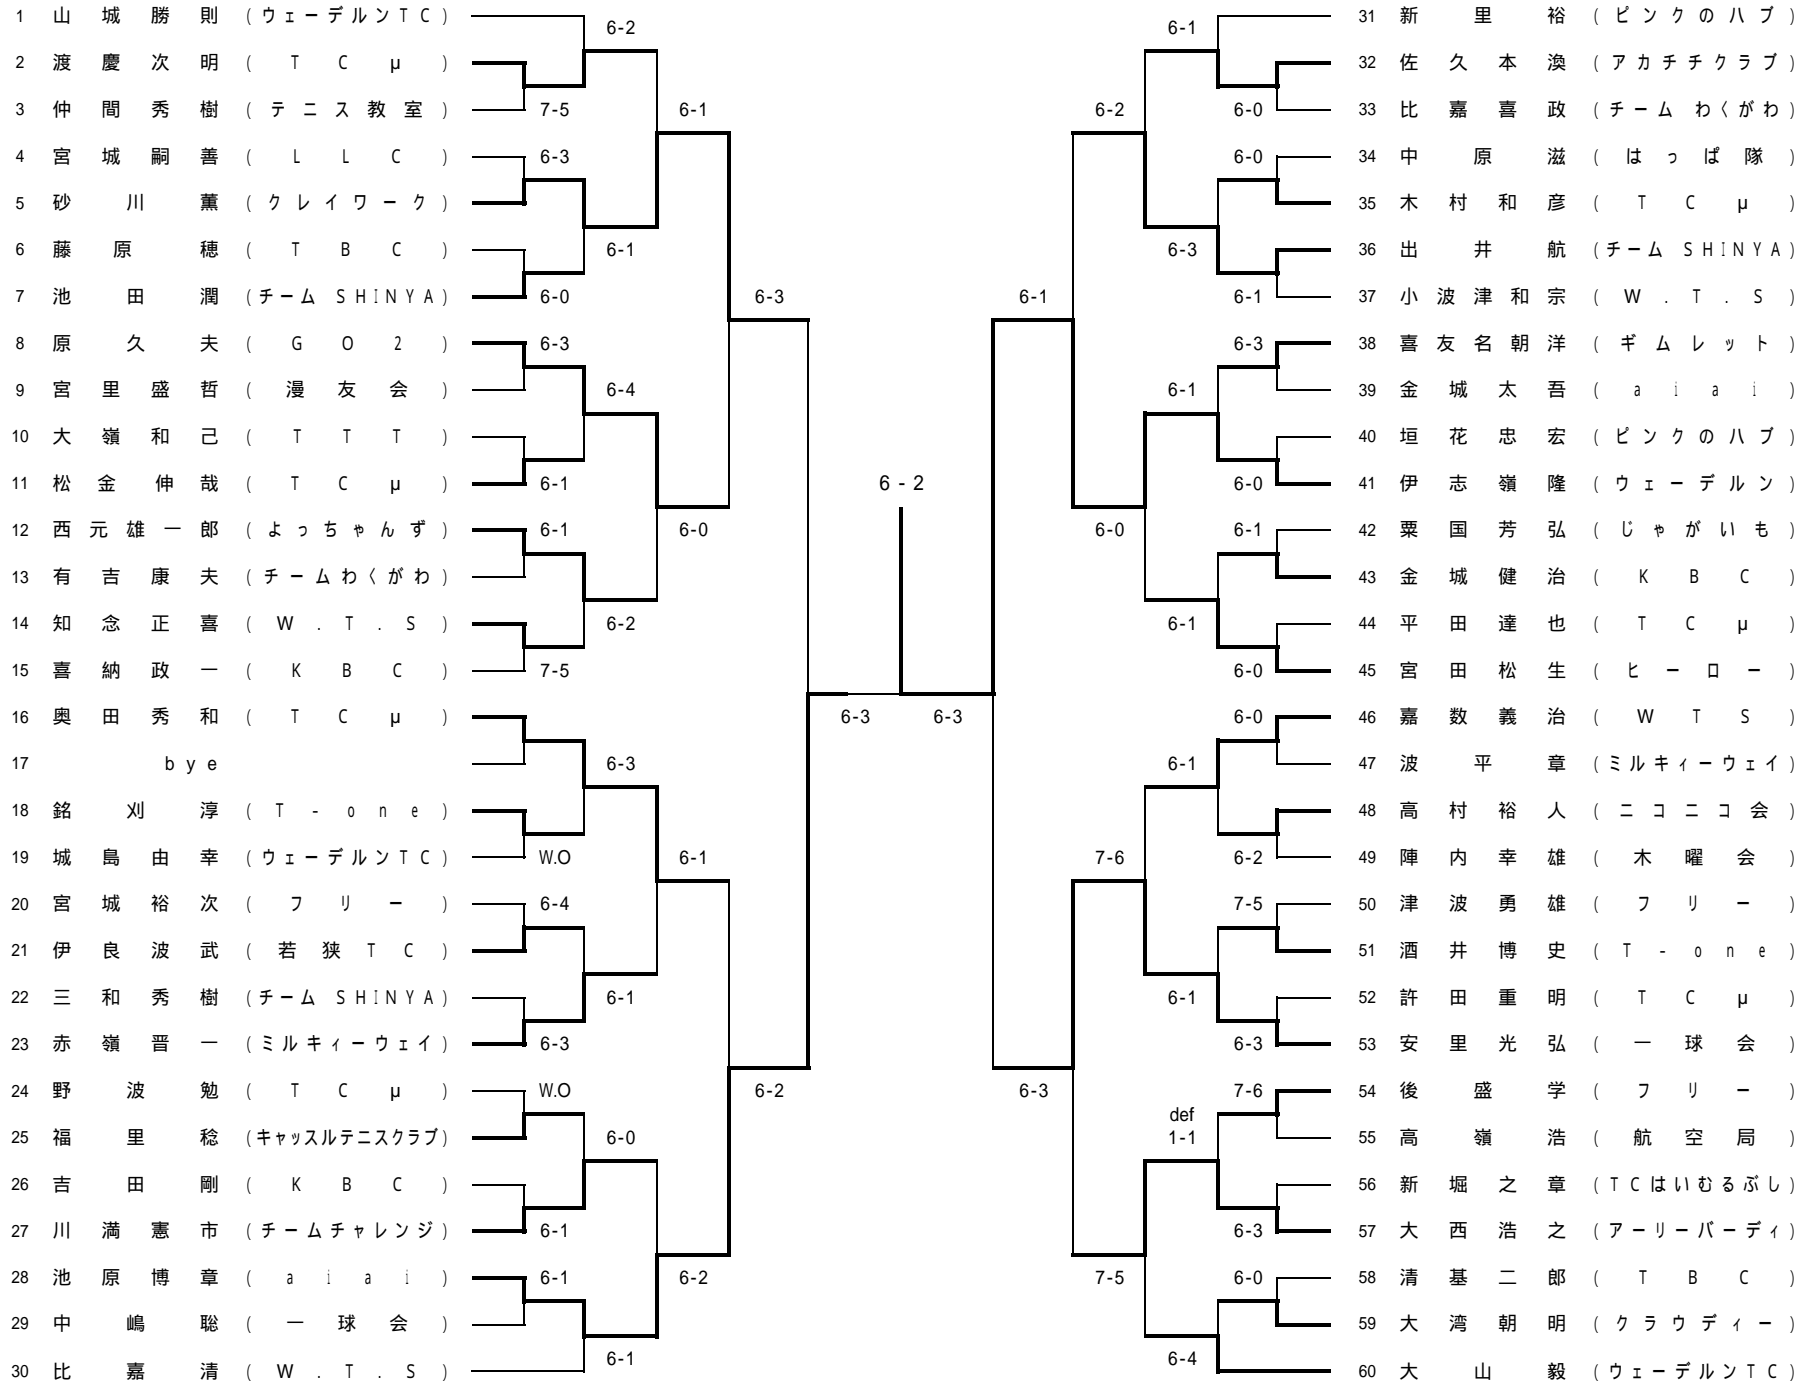 1 山城勝則 (ウェーデルンTC)
6-2
2 渡慶次明 (TCμ)
3 仲間秀樹 (テニス教室)
7-5
6-1
4 宮城嗣善 (LLC)
6-3
5 砂川薫 (クレイワーク)
6 藤原穂 (TBC)
6-1
7 池田潤 (チーム SHINYA)
6-0
6-3
8 原久夫 (GO2)
6-3
9 宮里盛哲 (漫友会)
6-4
10 大嶺和己 (TTT)
11 松金伸哉 (TCμ)
6-1
12 西元雄一郎 (よっちゃんず)
6-1
6-0
13 有吉康夫 (チームわくがわ)
14 知念正喜 (W.T.S)
6-2
15 喜納政一 (KBC)
7-5
16 奥田秀和 (TCμ)
17 bye
6-3
18 銘刈淳 (T-one)
19 城島由幸 (ウェーデルンTC)
W.O
6-1
20 宮城裕次 (フリー)
6-4
21 伊良波武 (若狭TC)
22 三和秀樹 (チーム SHINYA)
6-1
23 赤嶺晋一 (ミルキィーウェイ)
6-3
24 野波勉 (TCμ)
W.O
6-2
25 福里稔 (キャッスルテニスクラブ)
6-0
26 吉田剛 (KBC)
27 川満憲市 (チームチャレンジ)
6-1
28 池原博章 (aiai)
6-1
6-2
29 中嶋聡 (一球会)
30 比嘉清 (W.T.S)
6-1
6-2
6-3
6-3
31 新里裕 (ピンクのハブ)
6-1
32 佐久本渙 (アカチチクラブ)
33 比嘉喜政 (チーム わくがわ)
6-0
6-2
34 中原滋 (はっぱ隊)
6-0
35 木村和彦 (TCμ)
36 出井航 (チーム SHINYA)
6-3
37 小波津和宗 (W.T.S)
6-1
6-1
38 喜友名朝洋 (ギムレット)
6-3
39 金城太吾 (aiai)
6-1
40 垣花忠宏 (ピンクのハブ)
41 伊志嶺隆 (ウェーデルン)
6-0
42 粟国芳弘 (じゃがいも)
6-1
6-0
43 金城健治 (KBC)
44 平田達也 (TCμ)
6-1
45 宮田松生 (ヒーロー)
6-0
46 嘉数義治 (WTS)
6-0
47 波平章 (ミルキィーウェイ)
6-1
48 高村裕人 (ニコニコ会)
49 陣内幸雄 (木曜会)
6-2
7-6
50 津波勇雄 (フリー)
7-5
51 酒井博史 (T-one)
52 許田重明 (TCμ)
6-1
53 安里光弘 (一球会)
6-3
54 後盛学 (フリー)
7-6
6-3
55 高嶺浩 (航空局)
def
1-1
56 新堀之章 (TCはいむるぶし)
57 大西浩之 (アーリーバーディ)
6-3
58 清基二郎 (TBC)
6-0
7-5
59 大湾朝明 (クラウディー)
60 大山毅 (ウェーデルンTC)
6-4